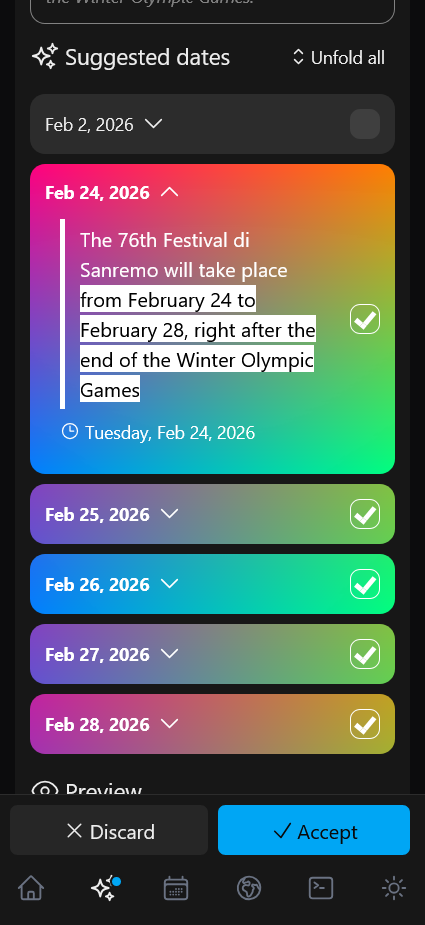 the Winter Olympic Games.
Suggested dates
Unfold all
Feb 2, 2026
Feb 24, 2026
The 76th Festival di
Sanremo will take place
from February 24 to
February 28, right after the
end of the Winter Olympic
Games
Tuesday, Feb 24, 2026
Feb 25, 2026
Feb 26, 2026
Feb 27, 2026
Feb 28, 2026
Preview
Discard
Accept